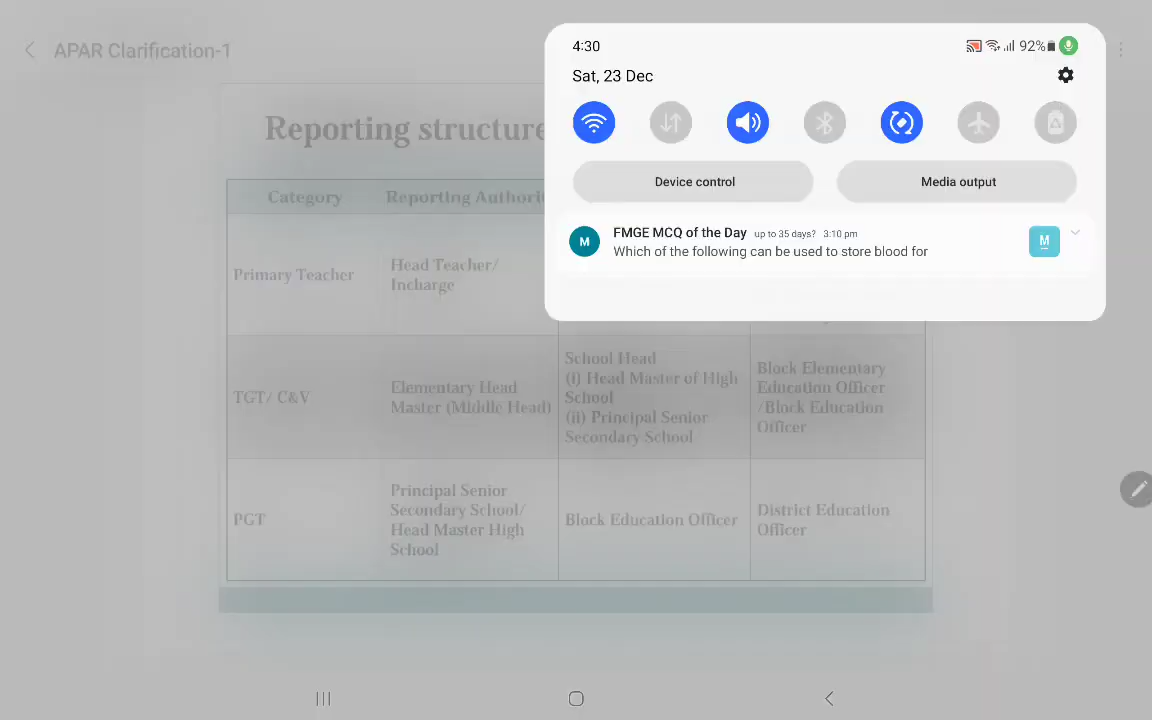 APAR Clarification-1
4:30
92%
Sat, 23 Dec
Device control
Media output
M
FMGE MCQ of the Day up to 35 days? 3:10 pm
Which of the following can be used to store blood for
M
Reporting structure
Category
Reporting Authorit
Primary Teacher
Head Teacher/
Incharge
TGT/ C&V
Elementary Head
Master (Middle Head)
School Head
(i) Head Master of High
School
(ii) Principal Senior
Secondary School
Block Elementary
Education Officer
/Block Education
Officer
PGT
Principal Senior
Secondary School/
Head Master High
School
Block Education Officer
District Education
Officer